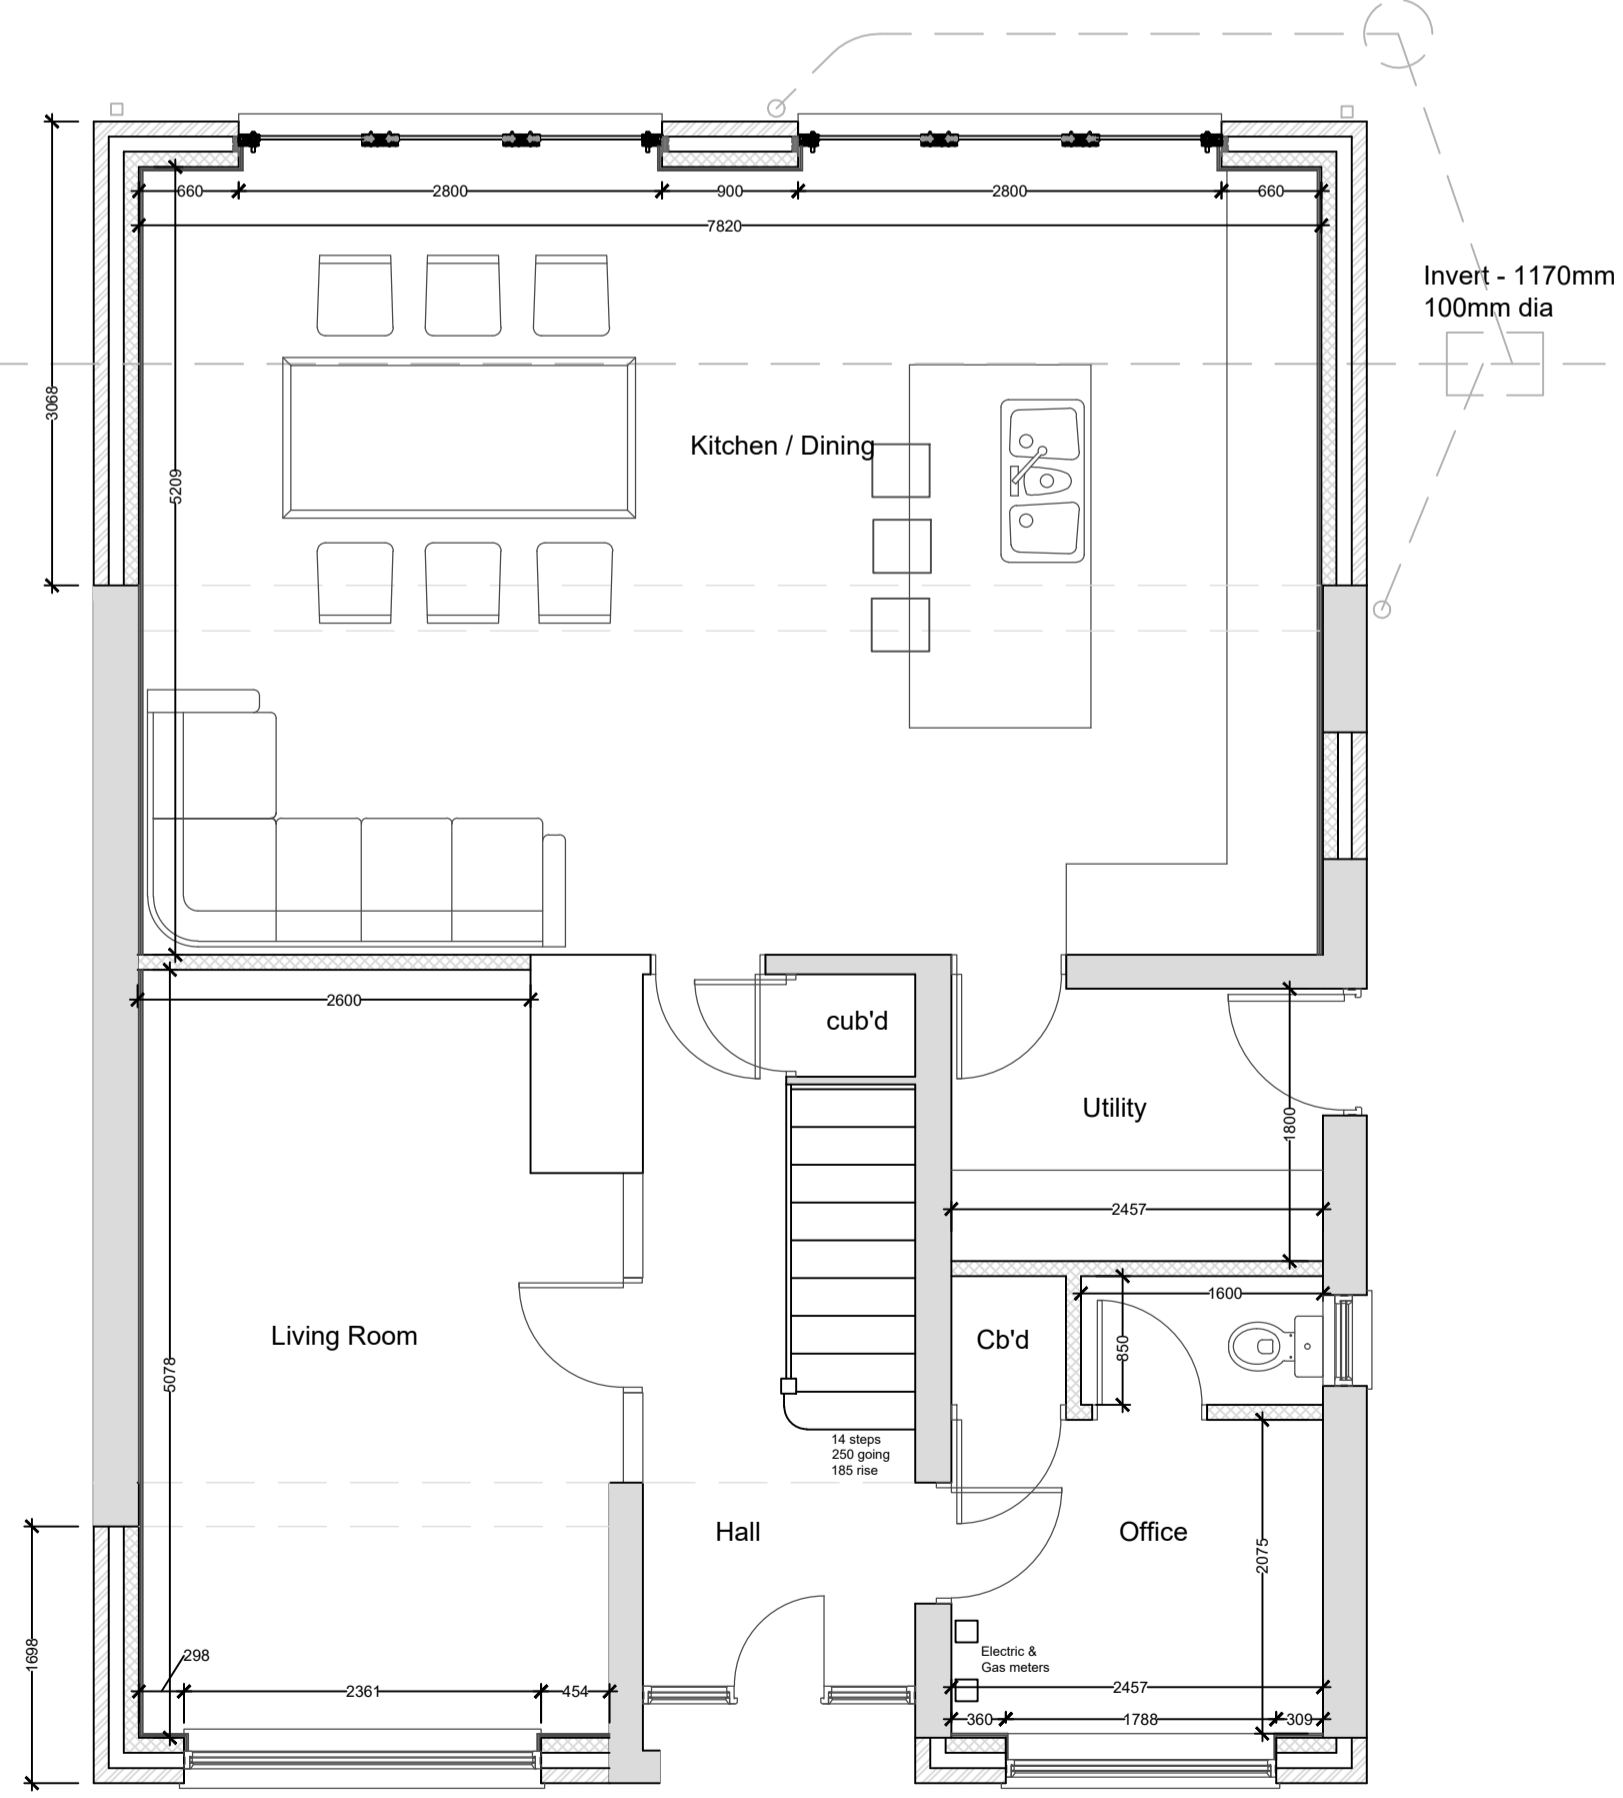 660
2800
900
2800
660
7820
Invert - 1170mm
100mm dia
3068
5209
Kitchen / Dining
2600
cub'd
Utility
1800
2457
1600
Cb'd
850
Living Room
5078
14 steps
250 going
185 rise
Hall
Office
2075
1698
298
2361
454
Electric &
Gas meters
2457
360
1788
309